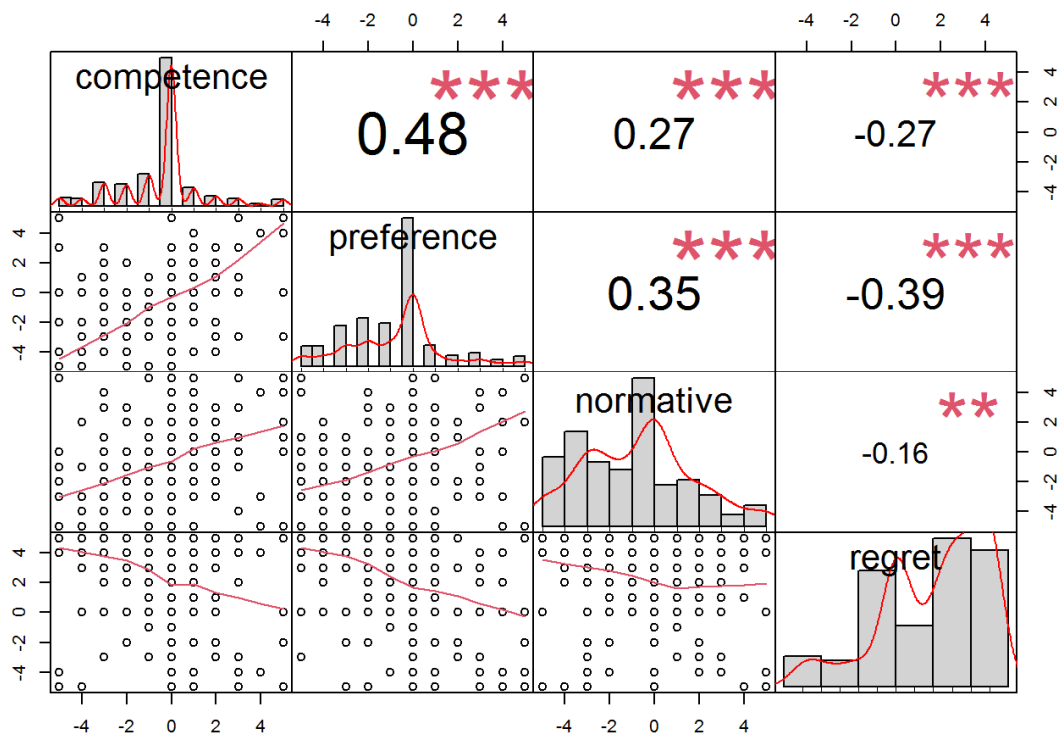 -4 -2 0 2 4 -4 -2 0 2 4
competence *** 0.48 *** 0.27 *** -0.27 -4 -2 0 2 4
-4 -2 0 2 4 preference *** 0.35 *** -0.39
normative ** -0.16 -4 -2 0 2 4
-4 -2 0 2 4 regret
-4 -2 0 2 4 -4 -2 0 2 4